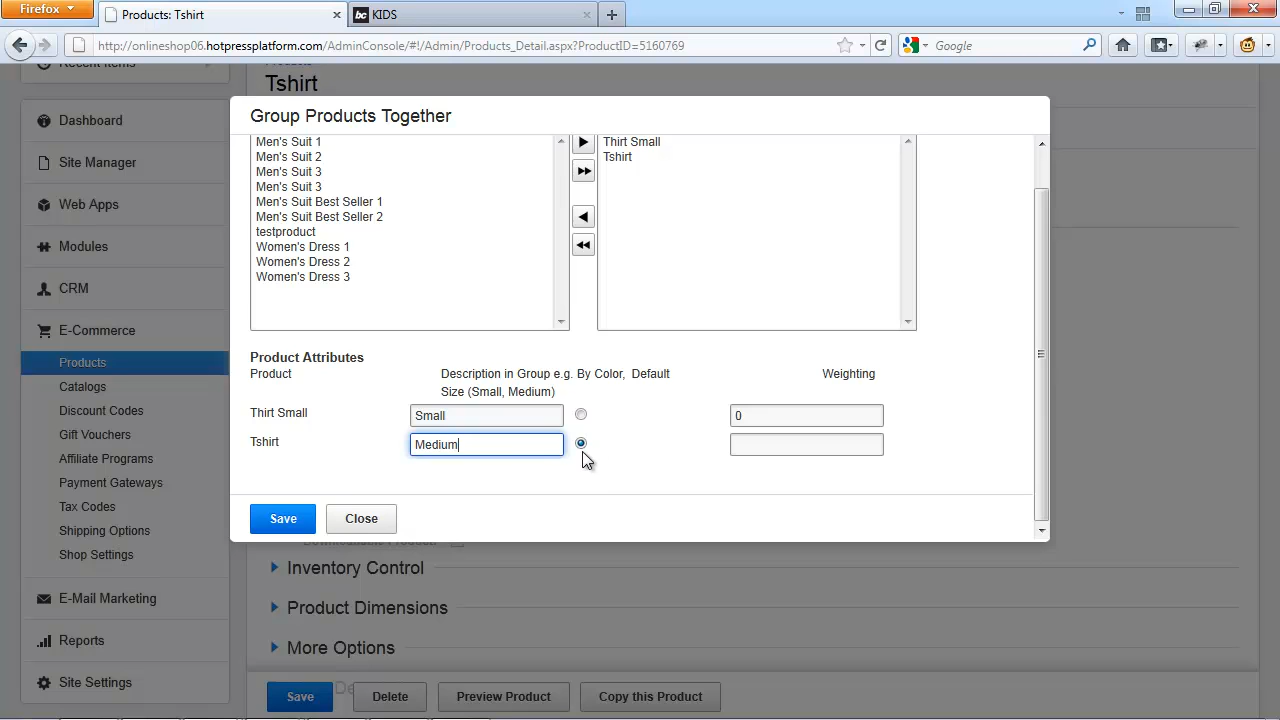 Firefox
Products: Tshirt
bc KIDS
http://onlineshop06.hotpressplatform.com/AdminConsole/#!/Admin/Products_Detail.aspx?ProductID=5160769
Google
Recent Items
Products
Tshirt
Dashboard
Site Manager
Web Apps
Modules
CRM
E-Commerce
Products
Catalogs
Discount Codes
Gift Vouchers
Affiliate Programs
Payment Gateways
Tax Codes
Shipping Options
Shop Settings
E-Mail Marketing
Reports
Site Settings
Group Products Together
Men's Suit 1
Men's Suit 2
Men's Suit 3
Men's Suit 3
Men's Suit Best Seller 1
Men's Suit Best Seller 2
testproduct
Women's Dress 1
Women's Dress 2
Women's Dress 3
Thirt Small
Tshirt
Product Attributes
Product Description in Group e.g. By Color, Default Weighting
Size (Small, Medium)
Thirt Small Small 0
Tshirt Medium
Save Close
Downloadable Product
Inventory Control
Product Dimensions
More Options
Save Delete Preview Product Copy this Product